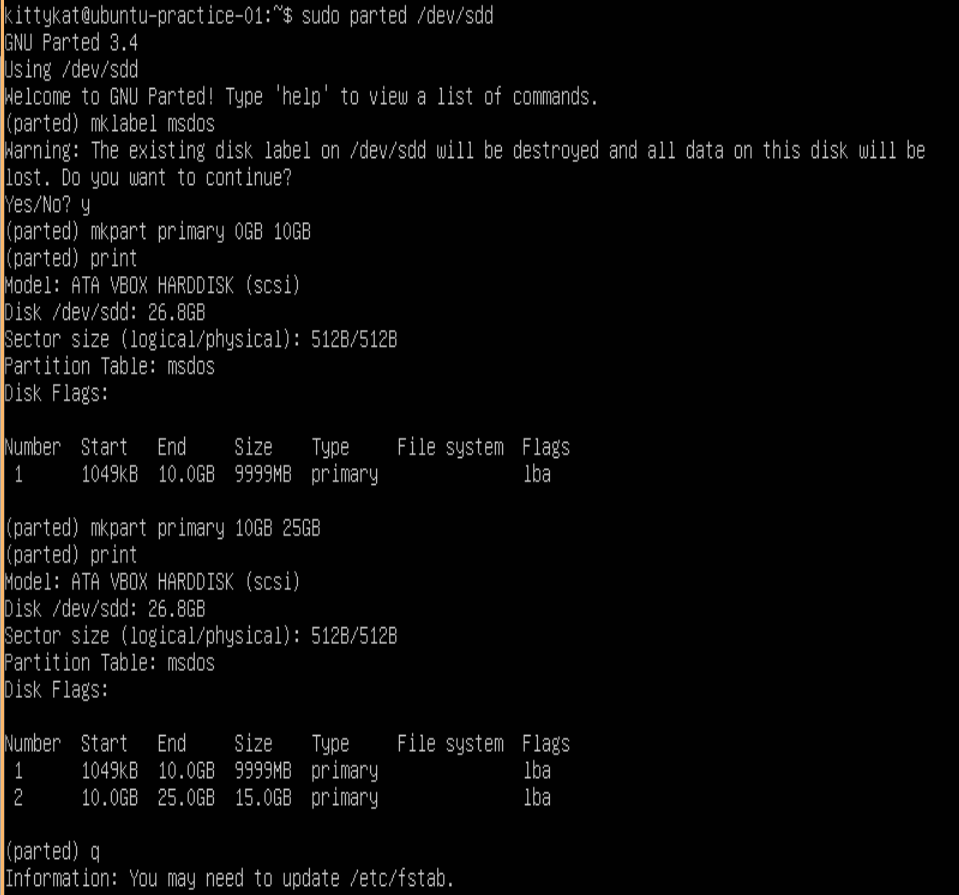 kittykat@ubuntu-practice-01:~$ sudo parted /dev/sdd
GNU Parted 3.4
Using /dev/sdd
Welcome to GNU Parted! Type 'help' to view a list of commands.
(parted) mklabel msdos
Warning: The existing disk label on /dev/sdd will be destroyed and all data on this disk will be
lost. Do you want to continue?
Yes/No? y
(parted) mkpart primary 0GB 10GB
(parted) print
Model: ATA VBOX HARDDISK (scsi)
Disk /dev/sdd: 26.8GB
Sector size (logical/physical): 512B/512B
Partition Table: msdos
Disk Flags:

Number  Start   End     Size    Type     File system  Flags
 1      1049kB  10.0GB  9999MB  primary               lba

(parted) mkpart primary 10GB 25GB
(parted) print
Model: ATA VBOX HARDDISK (scsi)
Disk /dev/sdd: 26.8GB
Sector size (logical/physical): 512B/512B
Partition Table: msdos
Disk Flags:

Number  Start   End     Size    Type     File system  Flags
 1      1049kB  10.0GB  9999MB  primary               lba
 2      10.0GB  25.0GB  15.0GB  primary               lba

(parted) q
Information: You may need to update /etc/fstab.